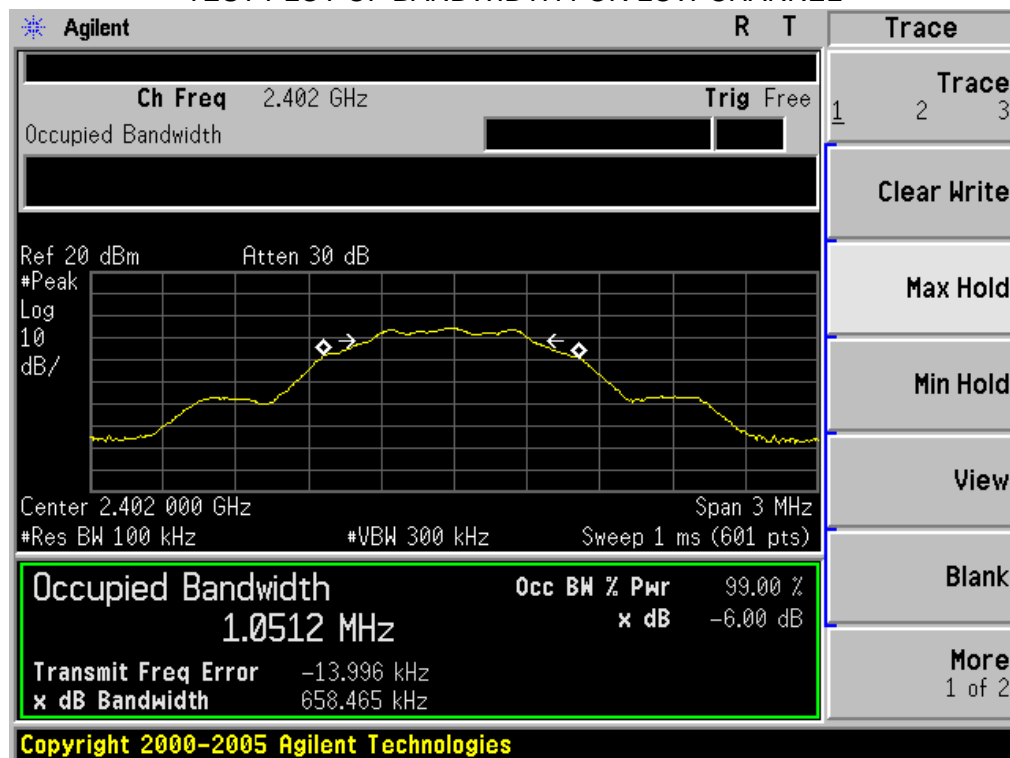 Agilent R T Trace
Ch Freq 2.402 GHz Trig Free
Occupied Bandwidth
Trace
1 2 3
Clear Write
Ref 20 dBm Atten 30 dB
#Peak
Log
10
dB/
Max Hold
Min Hold
View
Center 2.402 000 GHz Span 3 MHz
#Res BW 100 kHz #VBW 300 kHz Sweep 1 ms (601 pts)
Occupied Bandwidth Occ BW % Pwr 99.00 %
1.0512 MHz x dB -6.00 dB
Transmit Freq Error -13.996 kHz
x dB Bandwidth 658.465 kHz
Blank
More
1 of 2
Copyright 2000-2005 Agilent Technologies